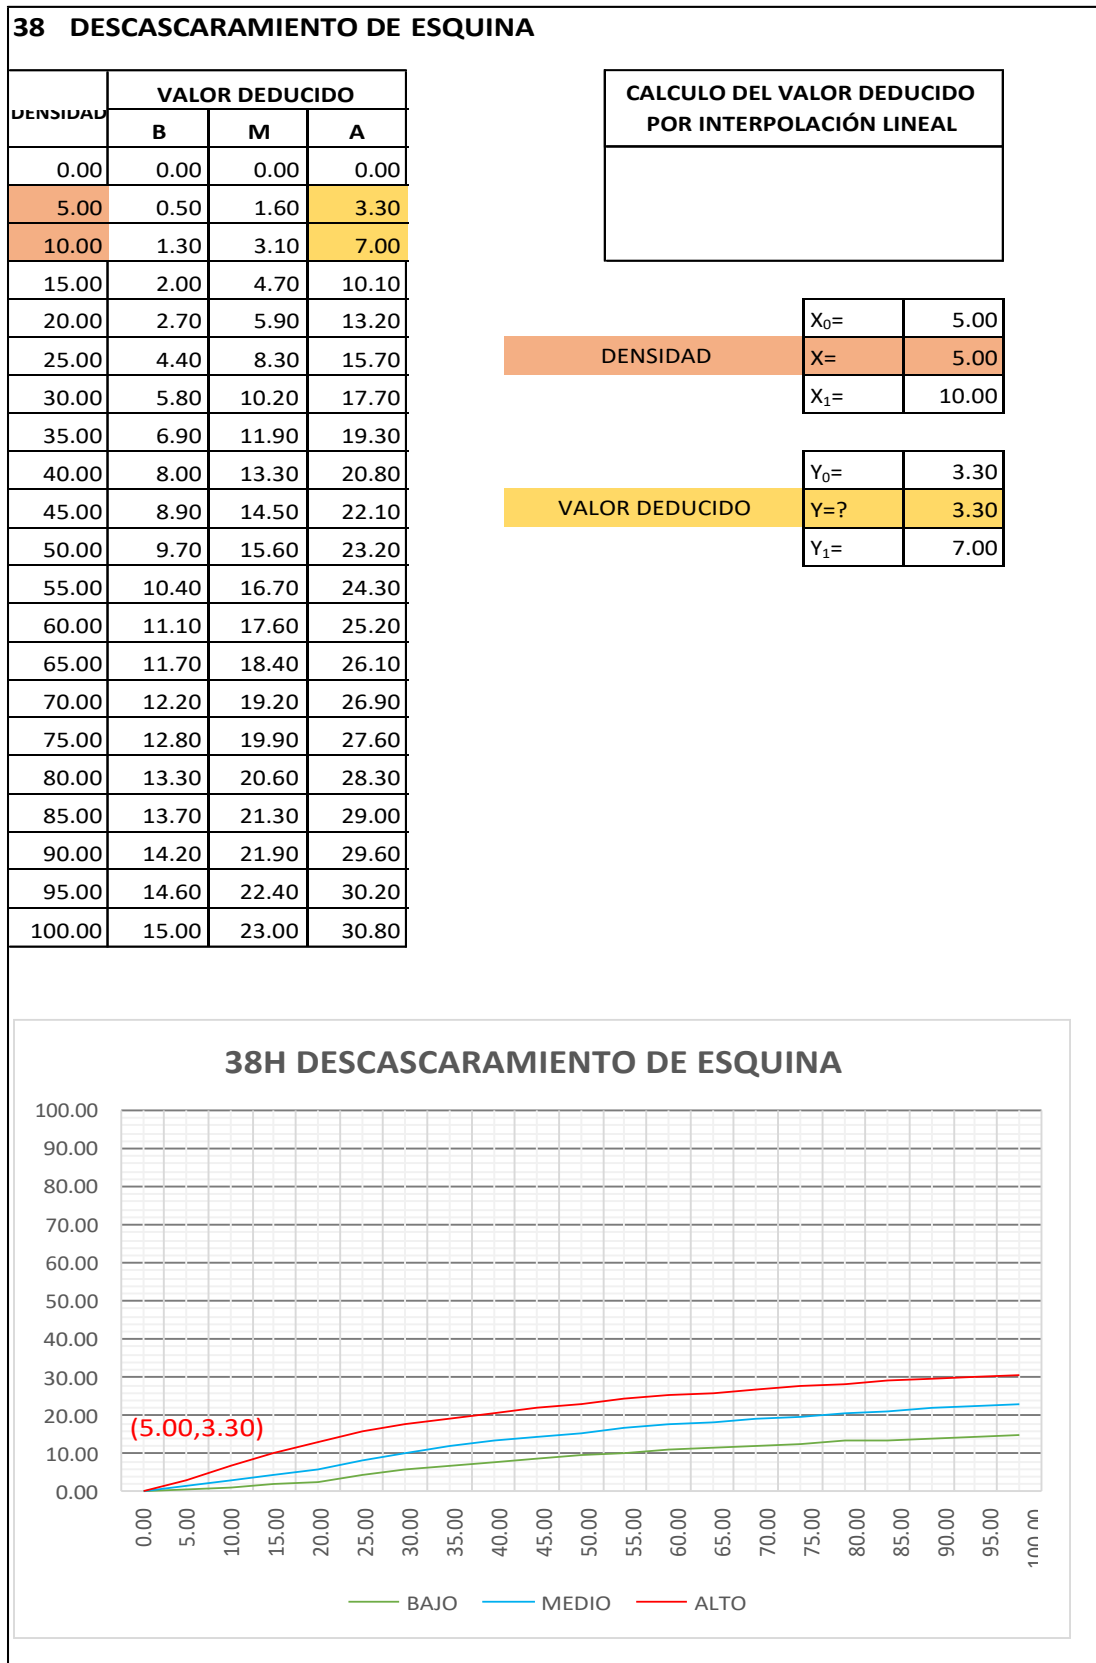 38 DESCASCARAMIENTO DE ESQUINA
DENSIDAD VALOR DEDUCIDO
B M A
0.00 0.00 0.00 0.00
5.00 0.50 1.60 3.30
10.00 1.30 3.10 7.00
15.00 2.00 4.70 10.10
20.00 2.70 5.90 13.20
25.00 4.40 8.30 15.70
30.00 5.80 10.20 17.70
35.00 6.90 11.90 19.30
40.00 8.00 13.30 20.80
45.00 8.90 14.50 22.10
50.00 9.70 15.60 23.20
55.00 10.40 16.70 24.30
60.00 11.10 17.60 25.20
65.00 11.70 18.40 26.10
70.00 12.20 19.20 26.90
75.00 12.80 19.90 27.60
80.00 13.30 20.60 28.30
85.00 13.70 21.30 29.00
90.00 14.20 21.90 29.60
95.00 14.60 22.40 30.20
100.00 15.00 23.00 30.80
CALCULO DEL VALOR DEDUCIDO
POR INTERPOLACIÓN LINEAL
X₀= 5.00
DENSIDAD X= 5.00
X₁= 10.00
Y₀= 3.30
VALOR DEDUCIDO Y=? 3.30
Y₁= 7.00
38H DESCASCARAMIENTO DE ESQUINA
100.00
90.00
80.00
70.00
60.00
50.00
40.00
30.00
20.00
10.00
0.00
(5.00,3.30)
0.00 5.00 10.00 15.00 20.00 25.00 30.00 35.00 40.00 45.00 50.00 55.00 60.00 65.00 70.00 75.00 80.00 85.00 90.00 95.00 100.00
BAJO MEDIO ALTO